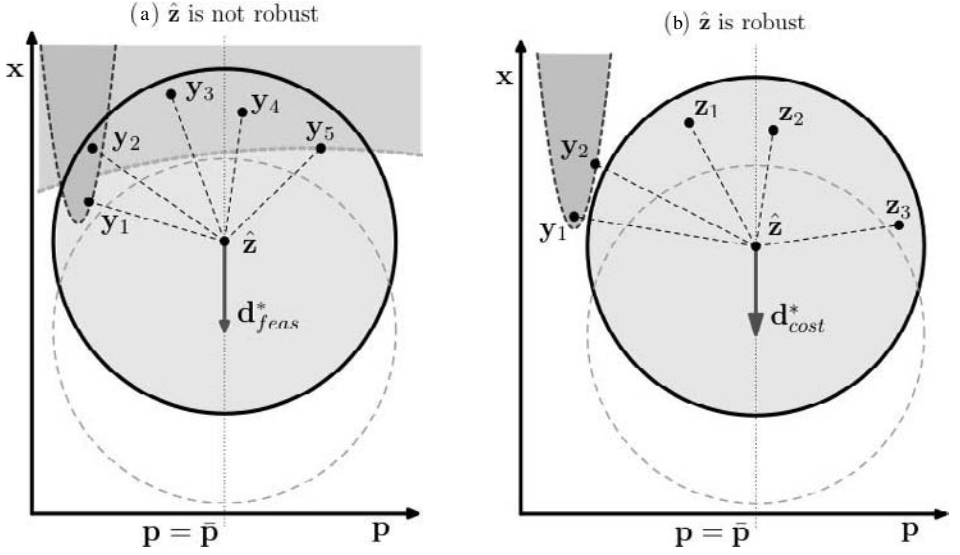 (a) ẑ is not robust
x
y₁
y₂
y₃
y₄
y₅
ẑ
d*feas
p = p̄
p
(b) ẑ is robust
x
y₂
y₁
z₁
z₂
z₃
ẑ
d*cost
p = p̄
p